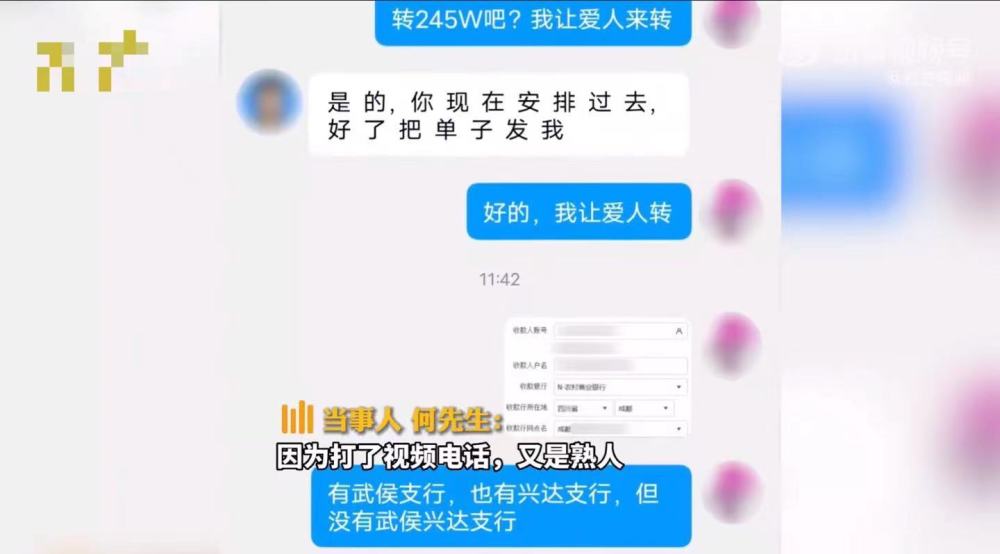 转245W吧？我让爱人来转
是的,你现在安排过去,
好了把单子发我
好的，我让爱人转
11:42
收款人账号
收款人户名
收款银行 N-农村商业银行
收款行所在地 四川省 成都
收款行网点名 成都
当事人 何先生：
因为打了视频电话，又是熟人
有武侯支行，也有兴达支行，但
没有武侯兴达支行